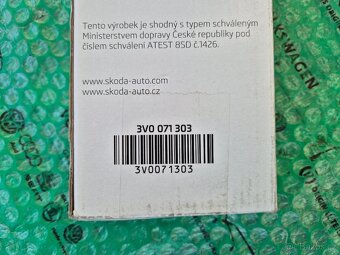 Tento výrobek je shodný s typem schváleným
Ministerstvem dopravy České republiky pod
číslem schválení ATEST 8SD č.1426.
www.skoda-auto.com
www.skoda-auto.cz
3V0 071 303
3V0071303